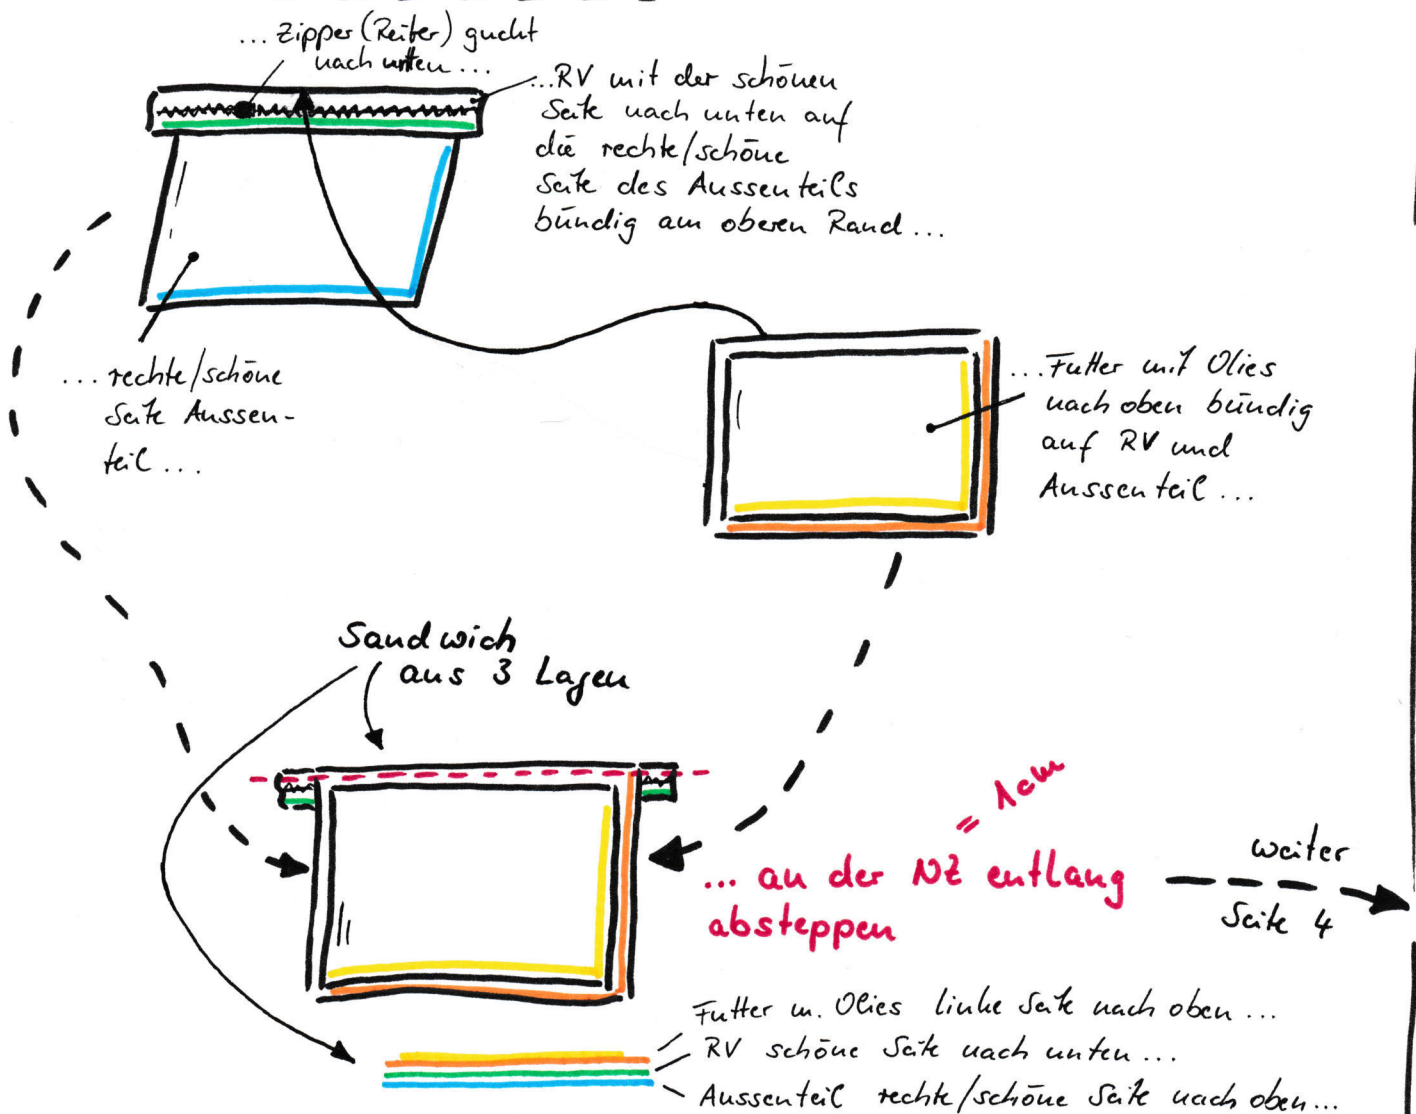 ... Zipper (Reiter) guckt
nach unten ...
... RV mit der schönen
Seite nach unten auf
die rechte/schöne
Seite des Aussenteils
bündig am oberen Rand ...
... rechte/schöne
Seite Aussen-
teil ...
... Futter mit Vlies
nach oben bündig
auf RV und
Aussenteil ...
Sandwich
aus 3 Lagen
= 1cm
... an der NZ entlang
absteppen
weiter
Seite 4
Futter m. Vlies linke Seite nach oben ...
RV schöne Seite nach unten ...
Aussenteil rechte/schöne Seite nach oben ...